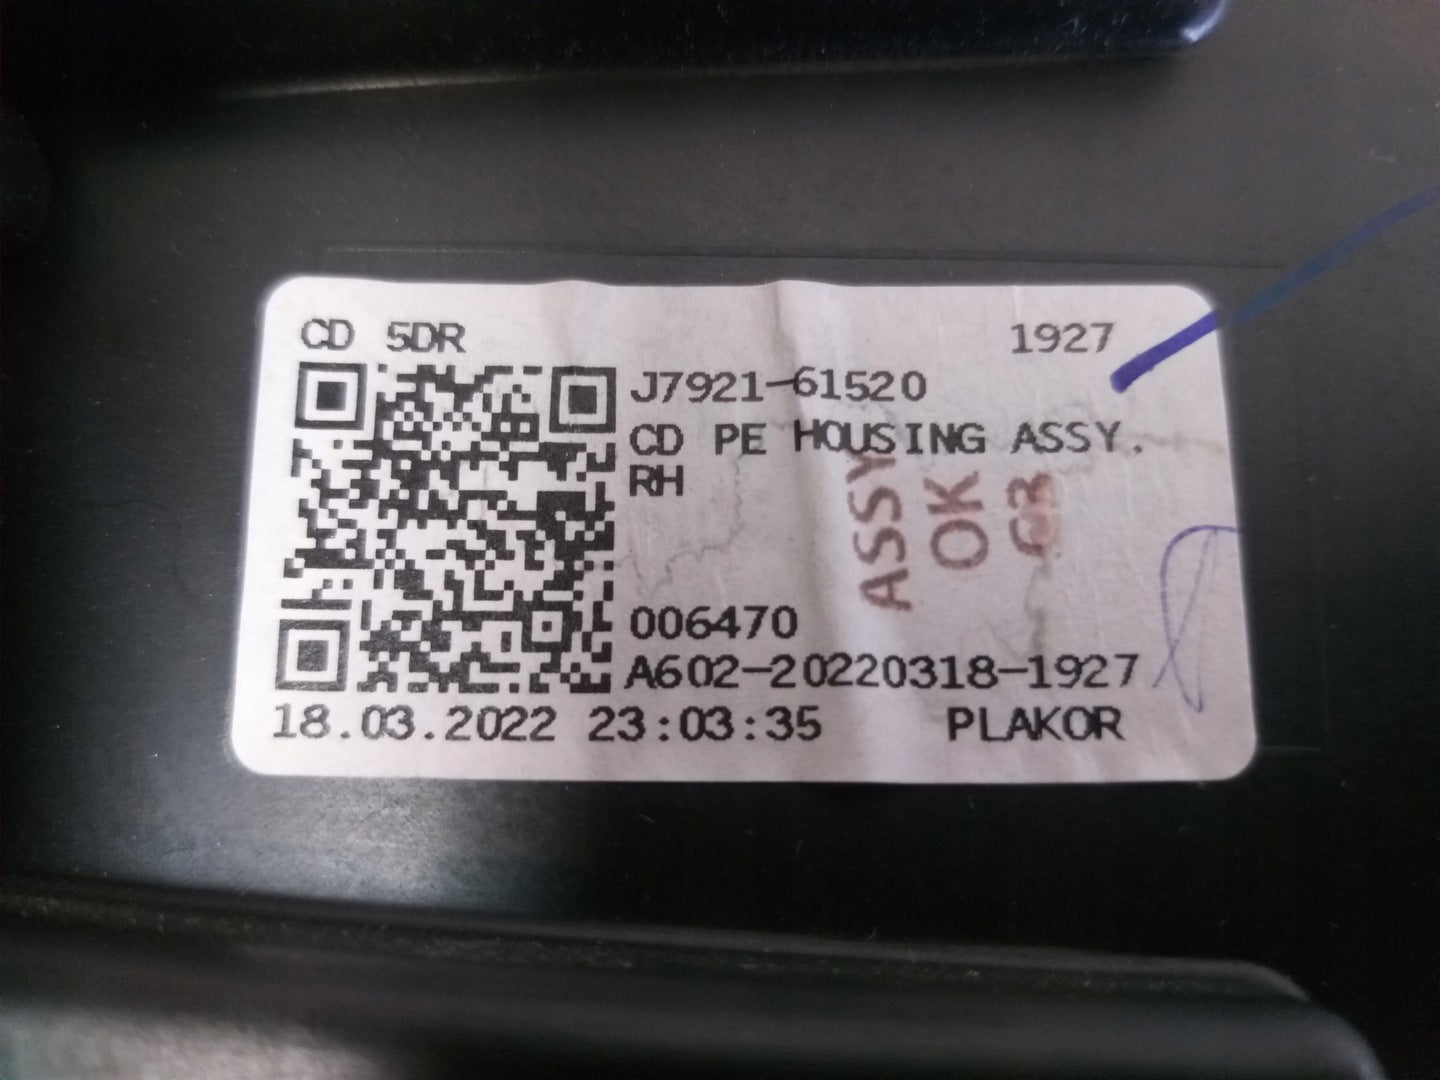 CD 5DR 1927
J7921-61520
CD PE HOUSING ASSY.
RH
ASSY
OK
006470
A602-20220318-1927
18.03.2022 23:03:35 PLAKOR